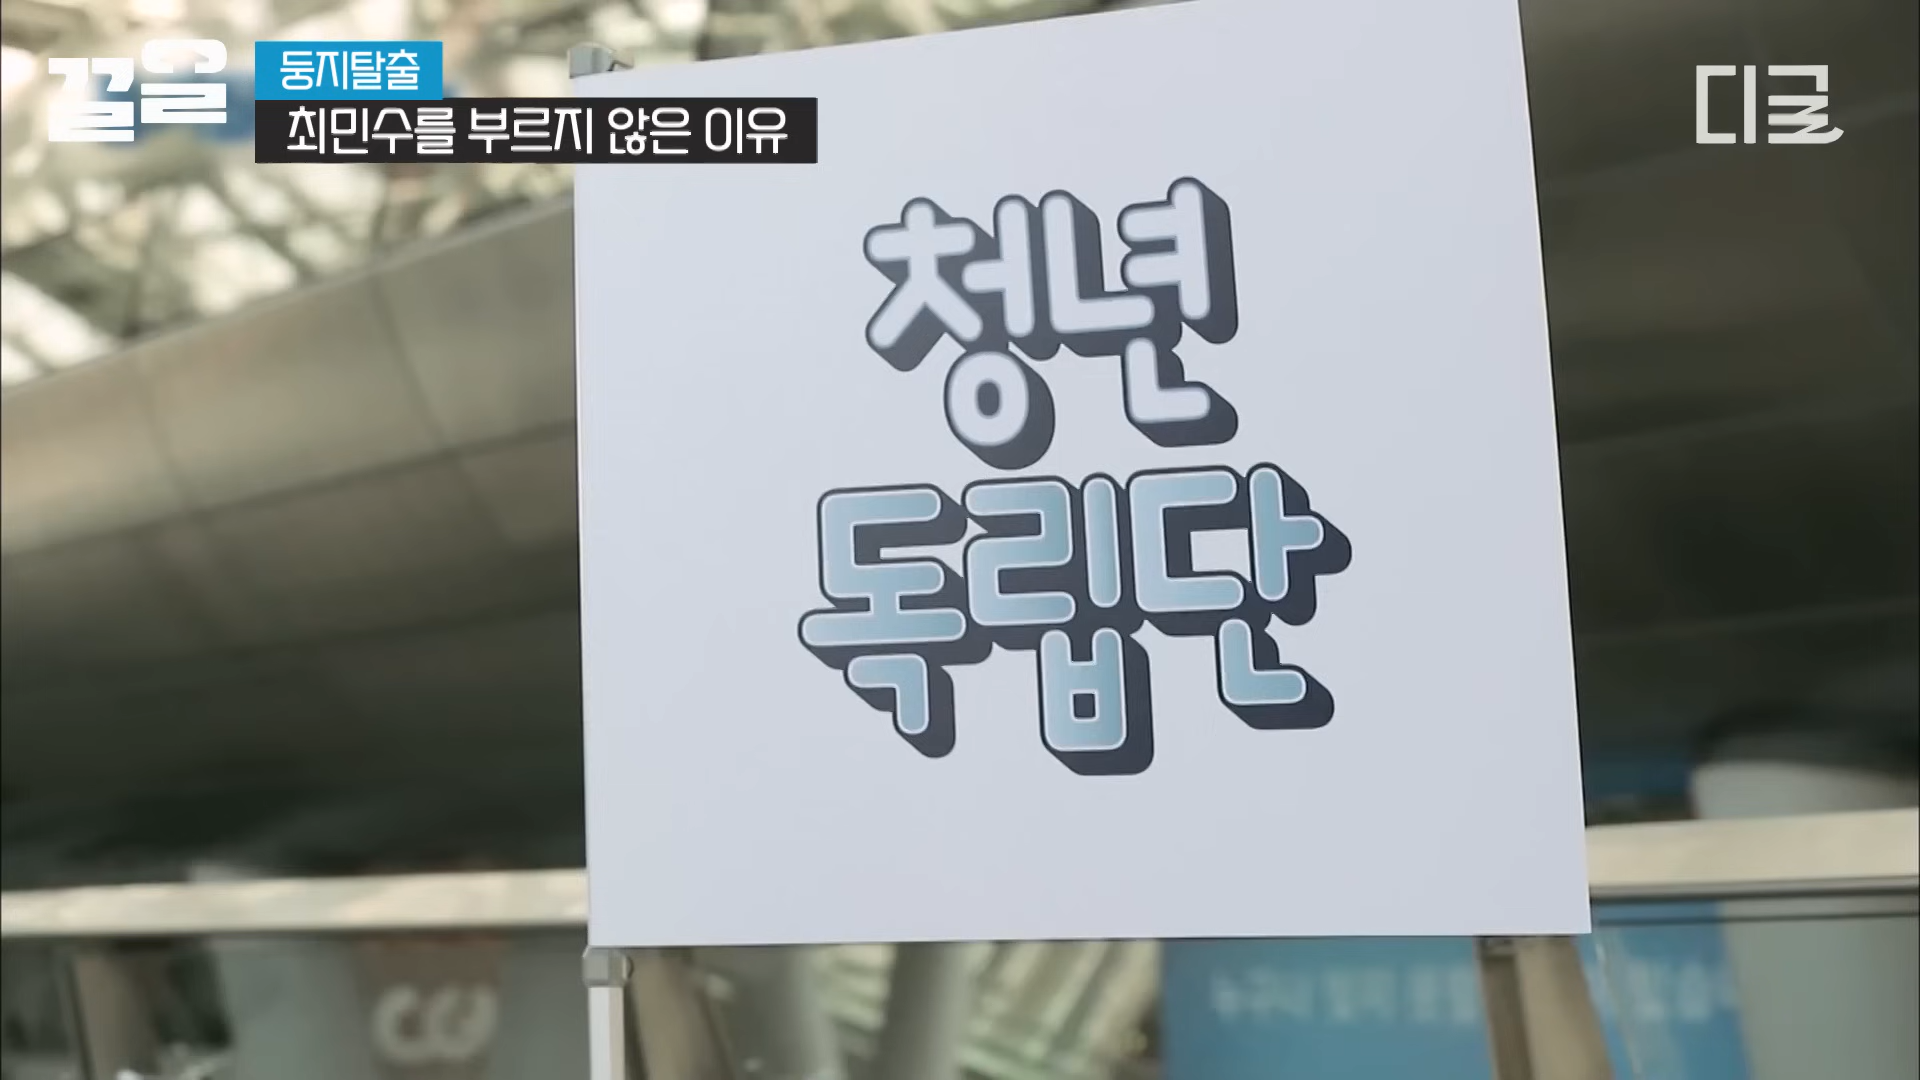 끌올
둥지탈출
최민수를 부르지 않은 이유
디글
청년
독립단